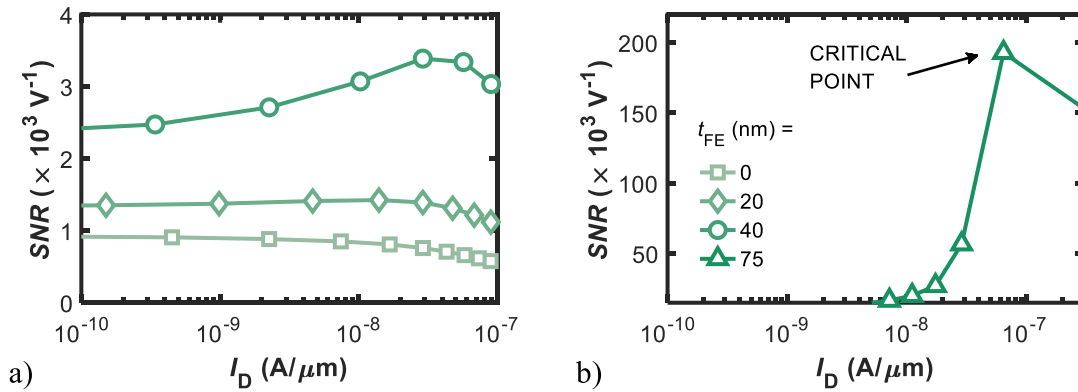 4
3
2
1
0
SNR (× 10³ V⁻¹)
10⁻¹⁰
10⁻⁹
10⁻⁸
10⁻⁷
I_D (A/μm)
a)
200
150
100
50
SNR (× 10³ V⁻¹)
CRITICAL
POINT
t_FE (nm) =
0
20
40
75
10⁻¹⁰
10⁻⁹
10⁻⁸
10⁻⁷
I_D (A/μm)
b)